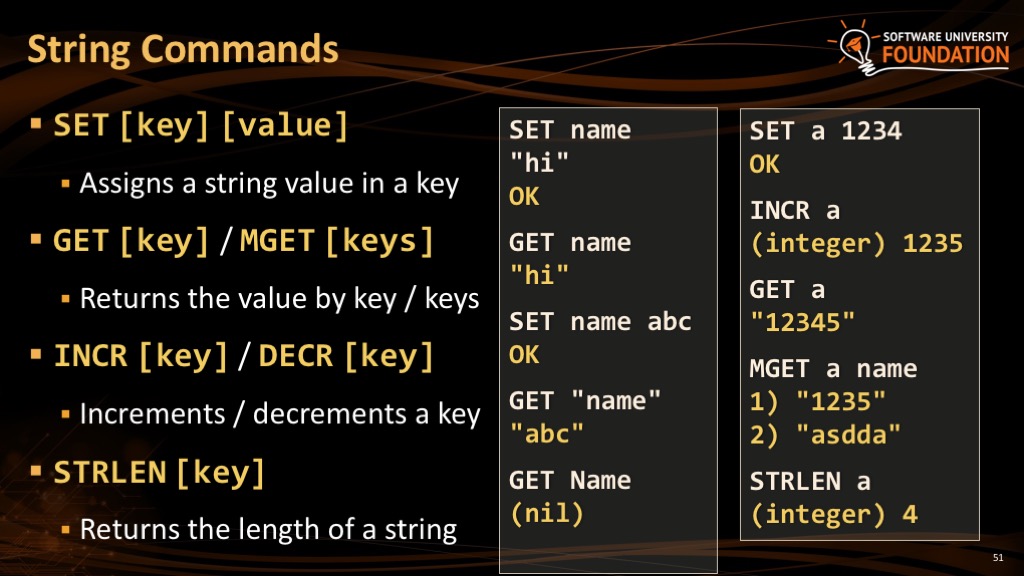 String Commands
SOFTWARE UNIVERSITY
FOUNDATION
▪ SET [key] [value]
▪ Assigns a string value in a key
▪ GET [key] / MGET [keys]
▪ Returns the value by key / keys
▪ INCR [key] / DECR [key]
▪ Increments / decrements a key
▪ STRLEN [key]
▪ Returns the length of a string
SET name
"hi"
OK
GET name
"hi"
SET name abc
OK
GET "name"
"abc"
GET Name
(nil)
SET a 1234
OK
INCR a
(integer) 1235
GET a
"12345"
MGET a name
1) "1235"
2) "asdda"
STRLEN a
(integer) 4
51